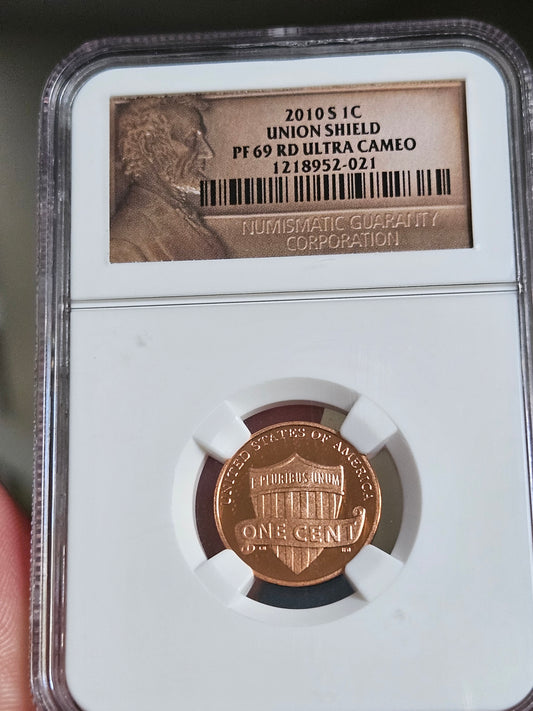 2010 S 1C
UNION SHIELD
PF 69 RD ULTRA CAMEO
1218952-021
NUMISMATIC GUARANTY
CORPORATION
UNITED STATES OF AMERICA
E PLURIBUS UNUM
ONE CENT